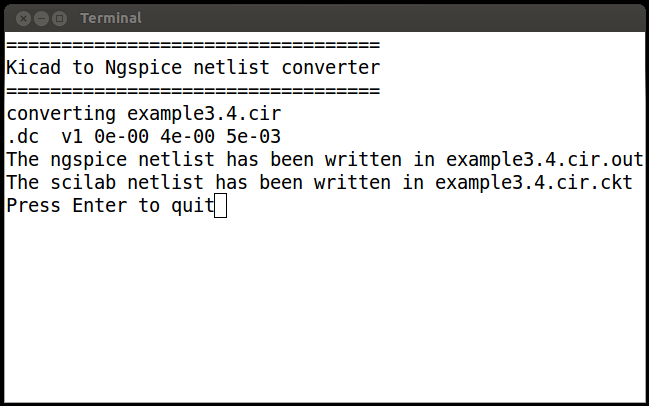 Terminal
==================================
Kicad to Ngspice netlist converter
==================================
converting example3.4.cir
.dc  v1 0e-00 4e-00 5e-03
The ngspice netlist has been written in example3.4.cir.out
The scilab netlist has been written in example3.4.cir.ckt
Press Enter to quit